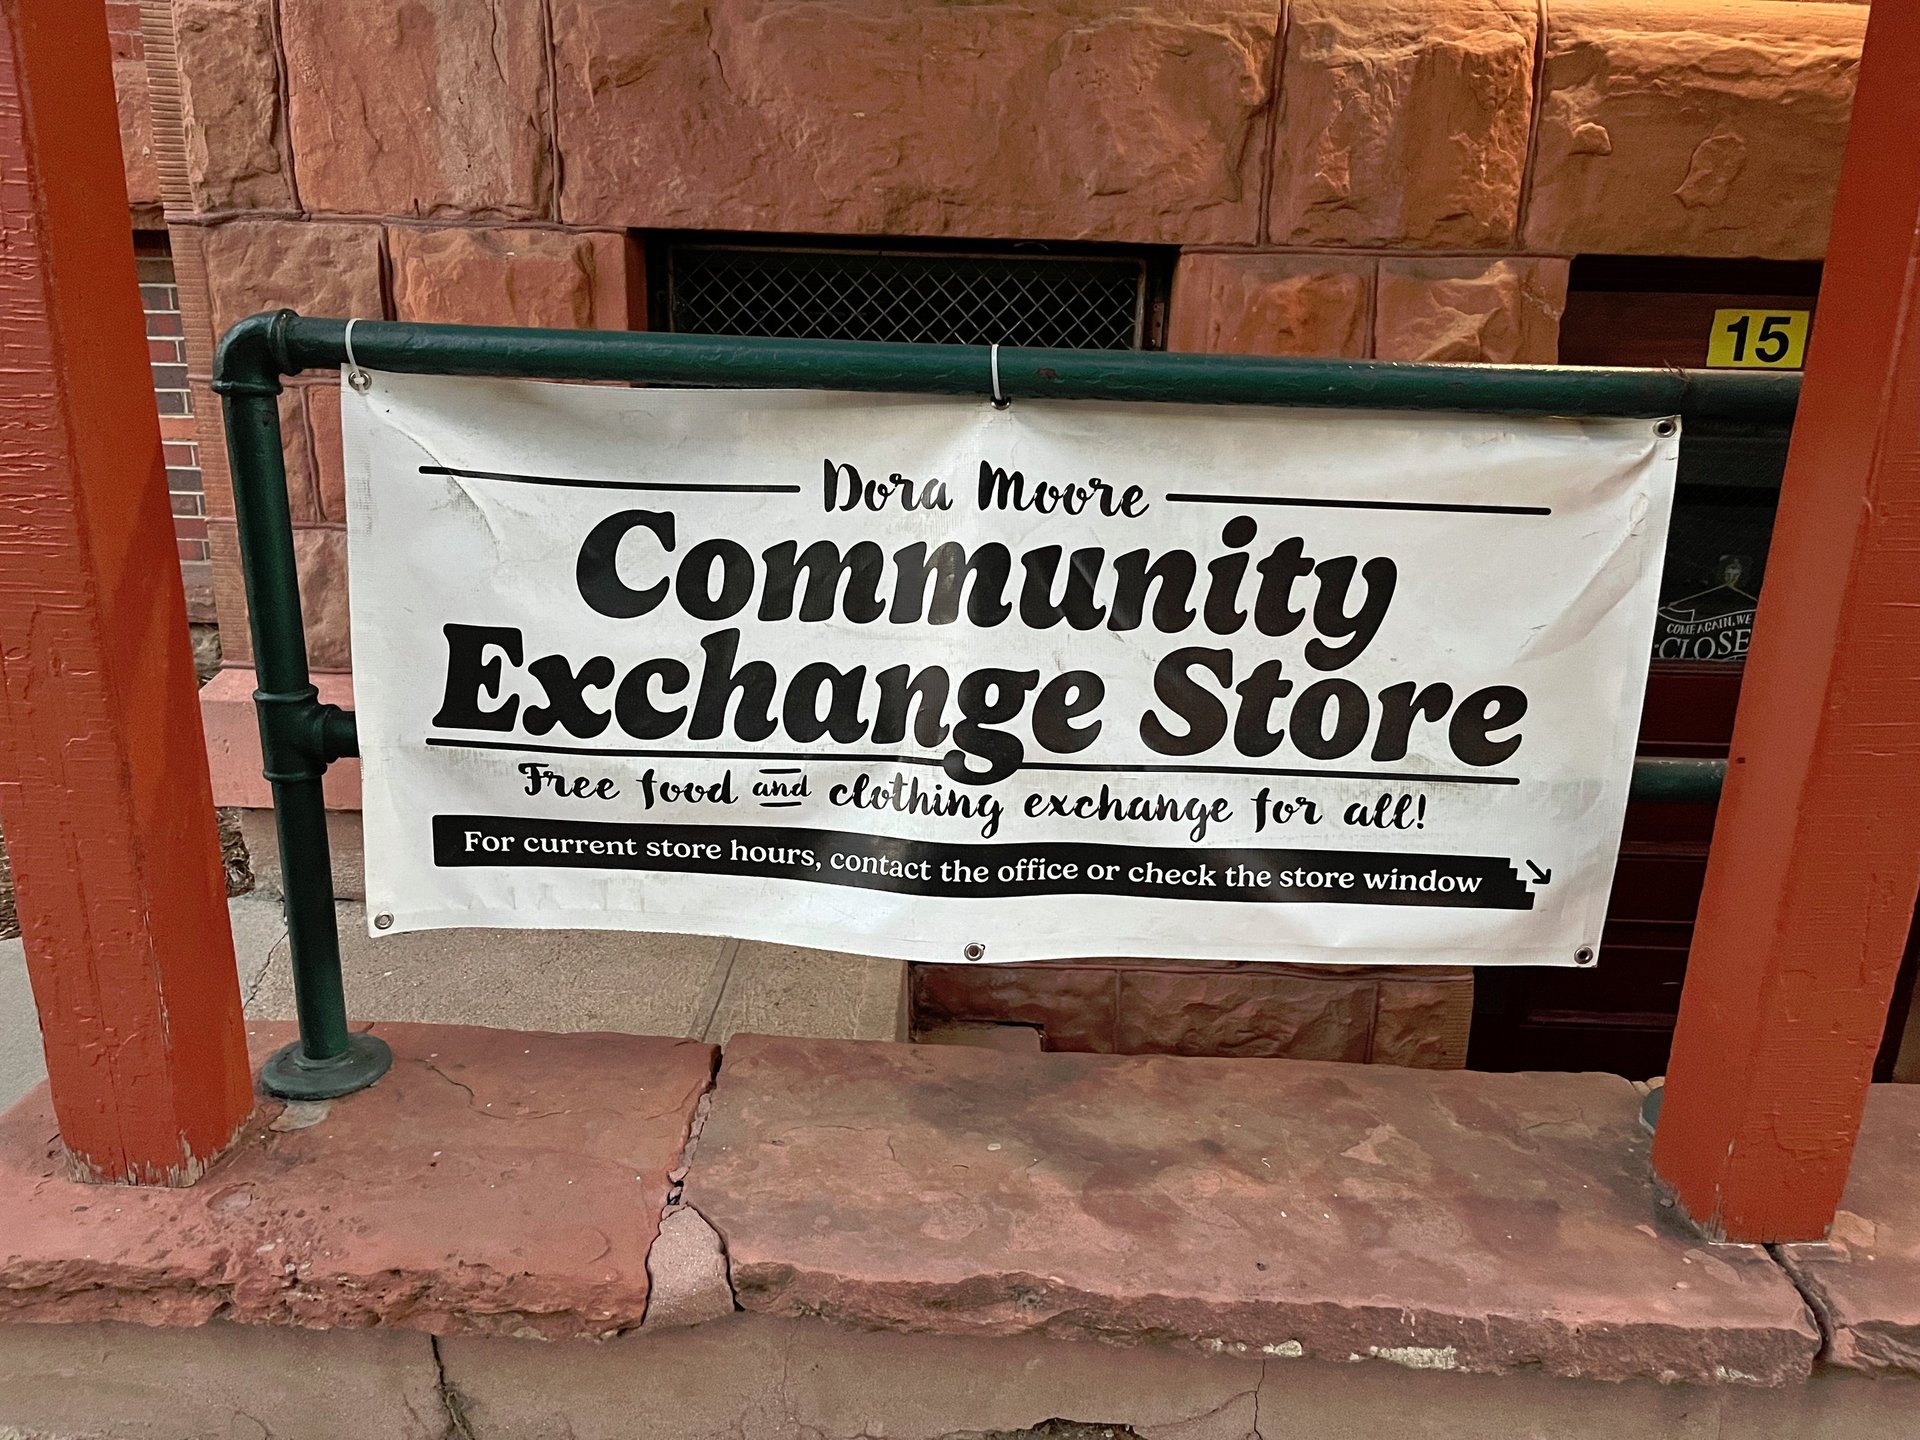 15
Dora Moore
Community
Exchange Store
Free food and clothing exchange for all!
For current store hours, contact the office or check the store window
COME AGAIN, WE
CLOSE